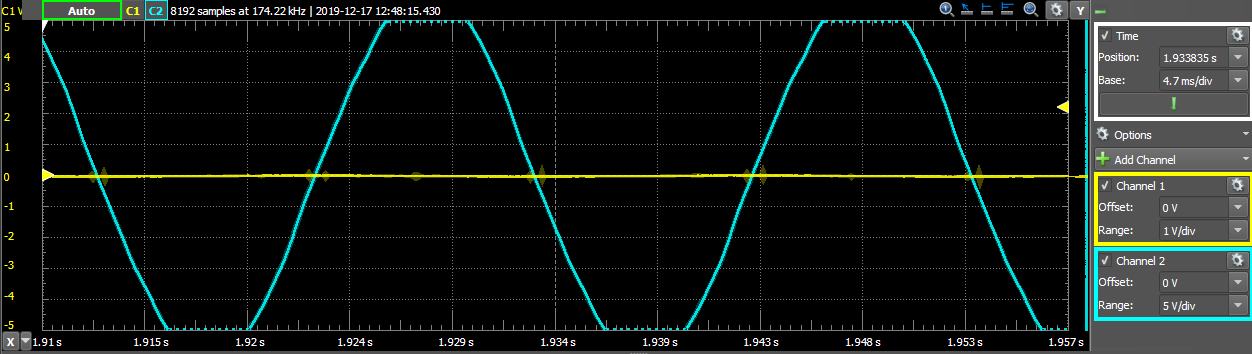 C1 V Auto C1 C2 8192 samples at 174.22 kHz | 2019-12-17 12:48:15.430 Y
5
4
3
2
1
0
-1
-2
-3
-4
-5
X 1.91 s 1.915 s 1.92 s 1.924 s 1.929 s 1.934 s 1.939 s 1.943 s 1.948 s 1.953 s 1.957 s
Time
Position: 1.933835 s
Base: 4.7 ms/div
Options
Add Channel
Channel 1
Offset: 0 V
Range: 1 V/div
Channel 2
Offset: 0 V
Range: 5 V/div